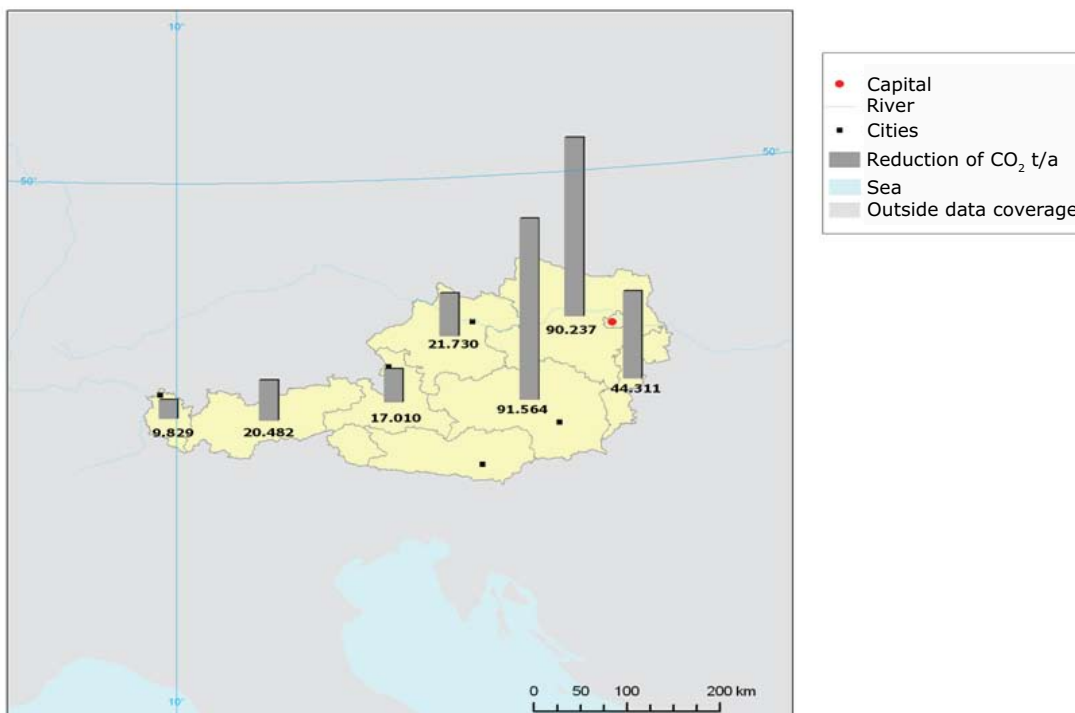 10°
50°
50°
21.730
90.237
44.311
17.010
91.564
9.829
20.482
10°
0 50 100 200 km
Capital
River
Cities
Reduction of CO₂ t/a
Sea
Outside data coverage